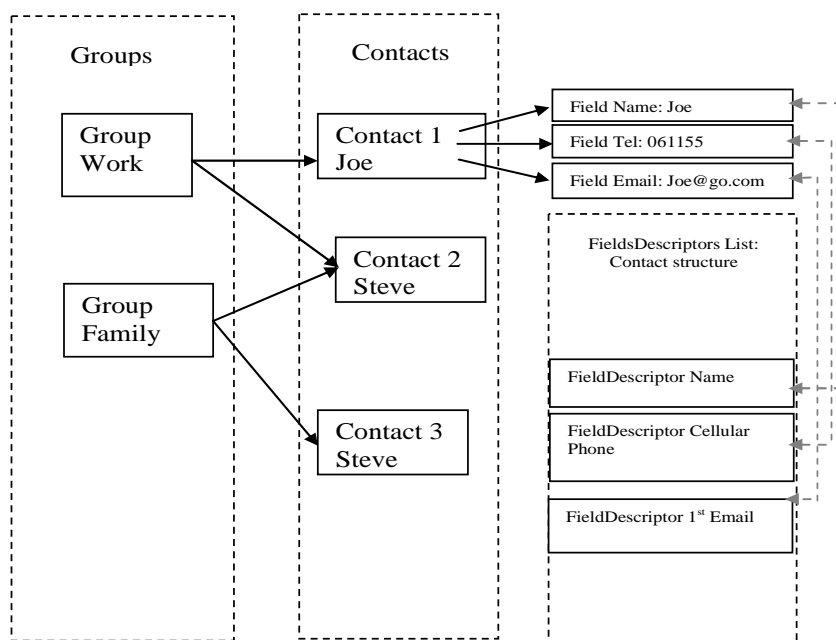 Groups
Group
Work
Group
Family
Contacts
Contact 1
Joe
Contact 2
Steve
Contact 3
Steve
Field Name: Joe
Field Tel: 061155
Field Email: Joe@go.com
FieldsDescriptors List:
Contact structure
FieldDescriptor Name
FieldDescriptor Cellular
Phone
FieldDescriptor 1st Email